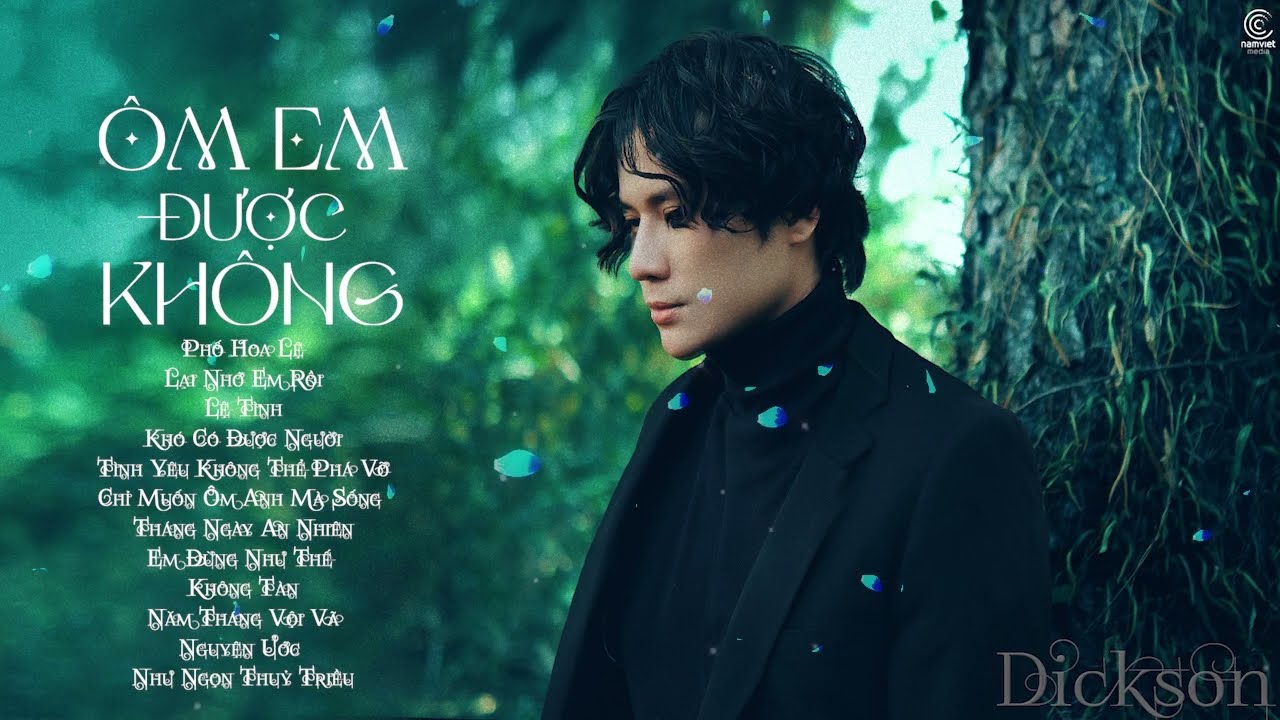 ÔM EM
ĐƯỢC
KHÔNG
PHỐ HOA LỆ
LẠI NHỚ EM RỒI
LỆ TÌNH
KHÓ CÓ ĐƯỢC NGƯỜI
TÌNH YÊU KHÔNG THỂ PHÁ VỠ
CHỈ MUỐN ÔM ANH MÀ SỐNG
THÁNG NGÀY AN NHIÊN
EM ĐỪNG NHƯ THẾ
KHÔNG TAN
NĂM THÁNG VỘI VÃ
NGUYỆN ƯỚC
NHƯ NGỌN THUỶ TRIỀU
Dickson
namviet
media